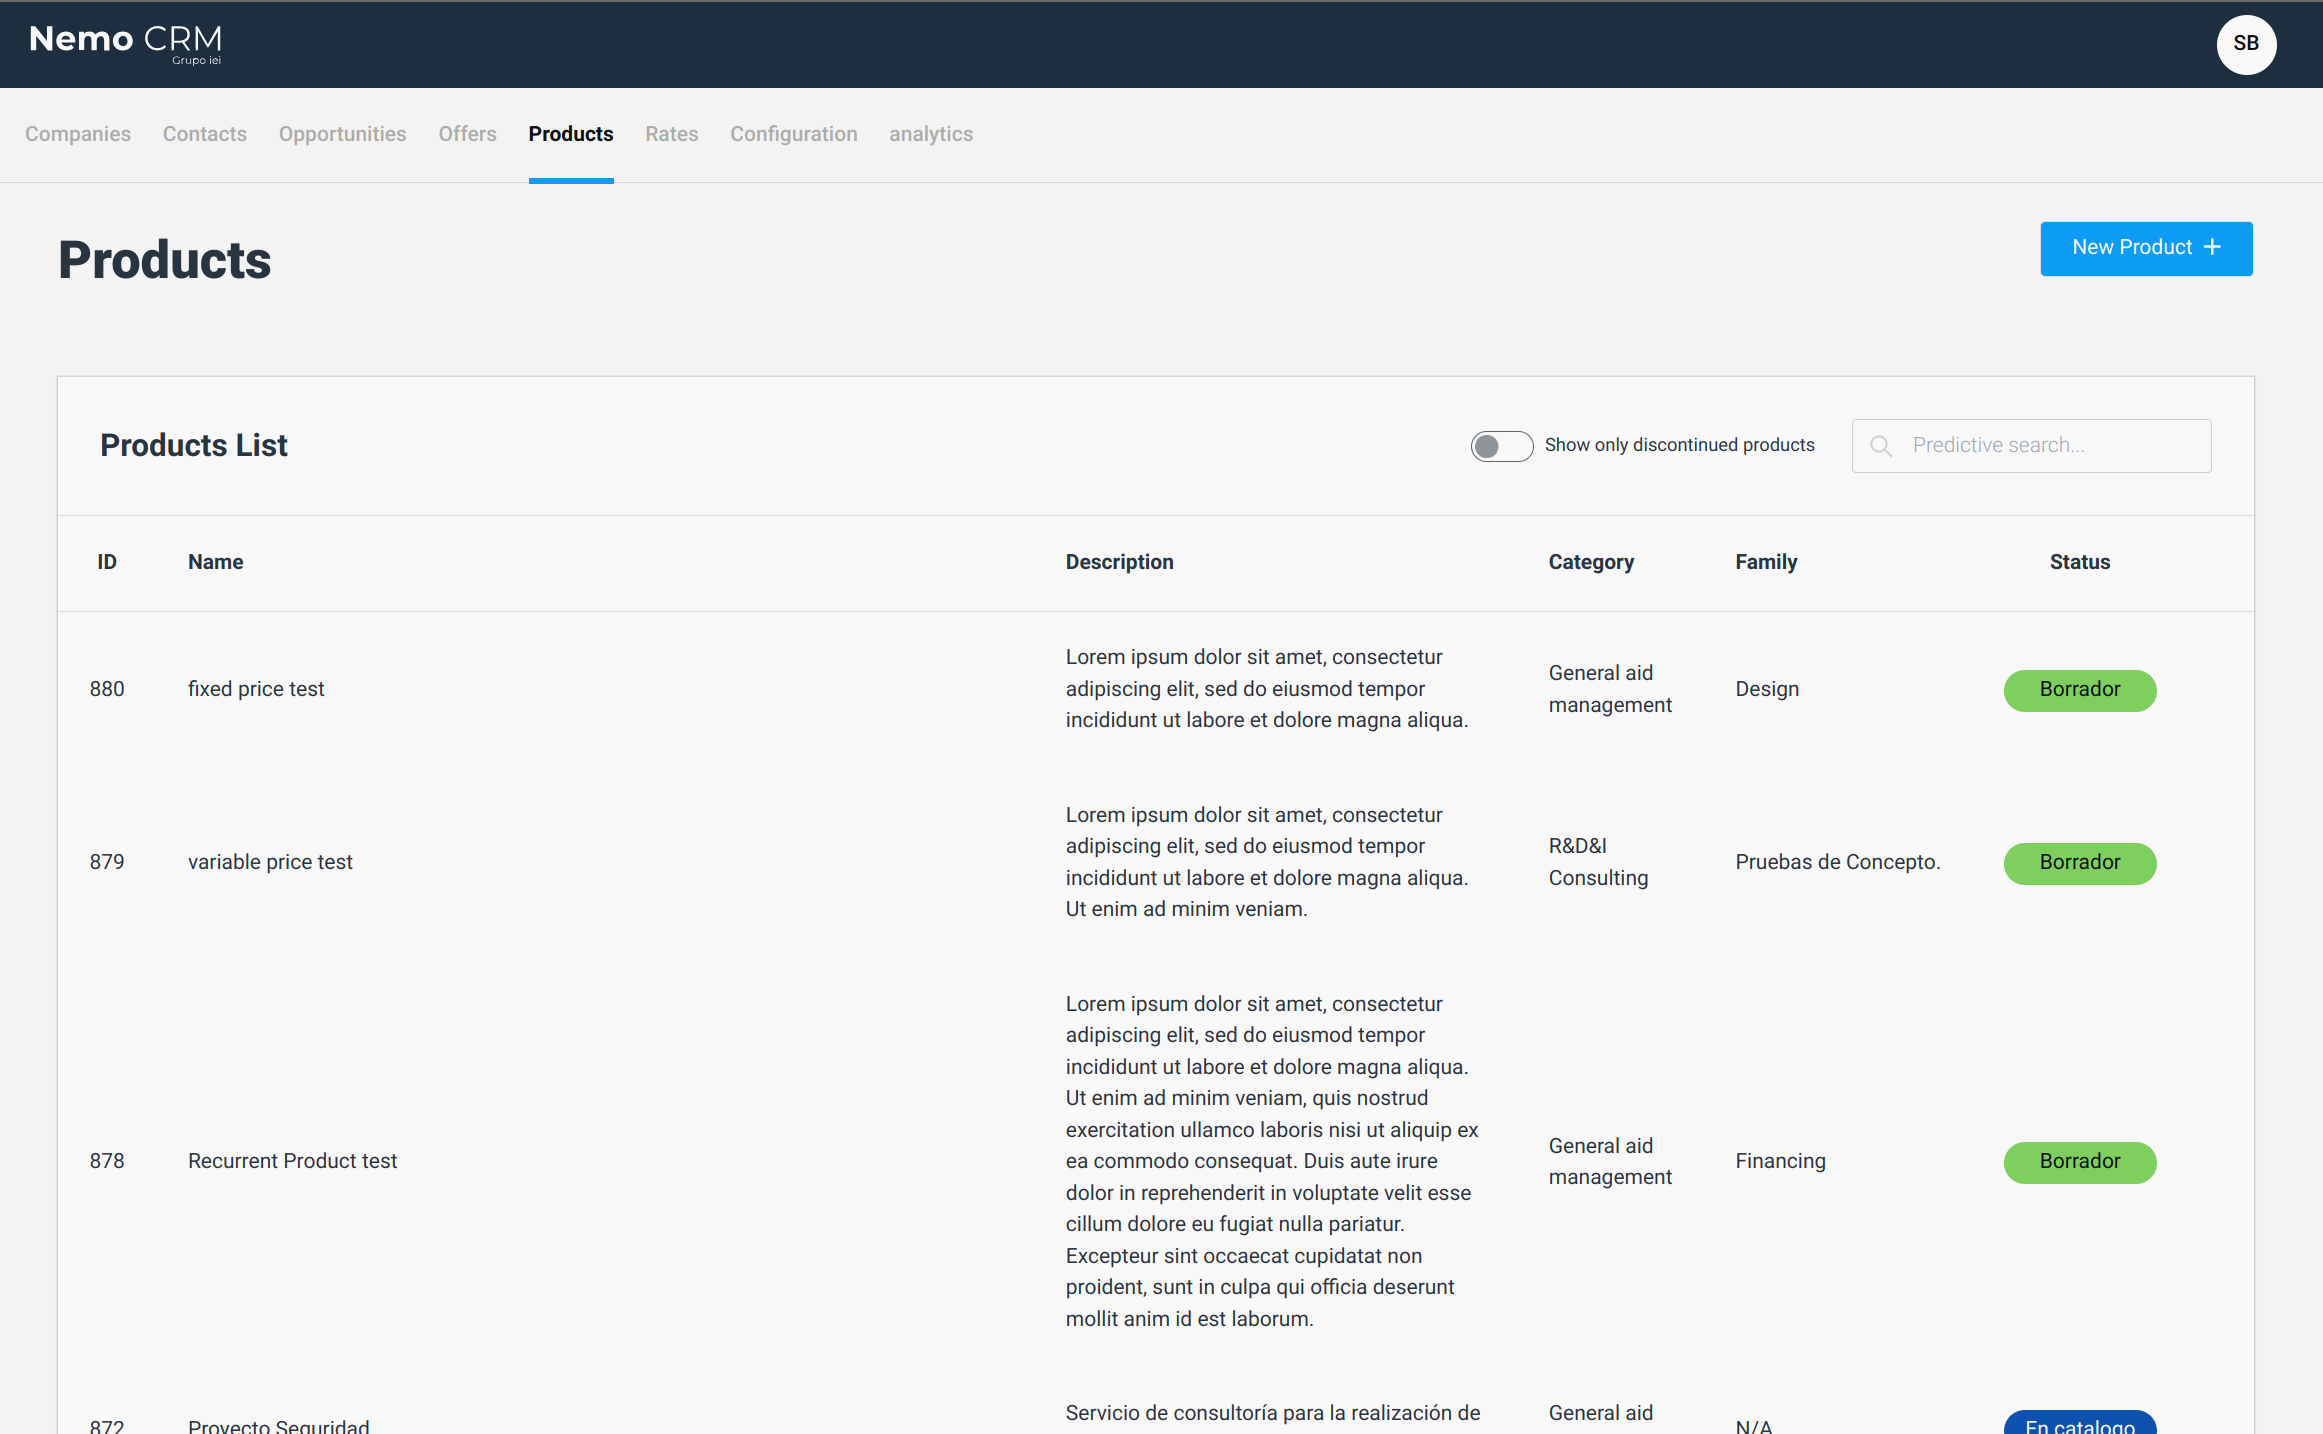 Nemo CRM
Grupo iei
SB
Companies Contacts Opportunities Offers Products Rates Configuration analytics
Products
New Product +
Products List
Show only discontinued products
Predictive search...
ID Name Description Category Family Status
880 fixed price test
Lorem ipsum dolor sit amet, consectetur
adipiscing elit, sed do eiusmod tempor
incididunt ut labore et dolore magna aliqua.
General aid
management
Design
Borrador
879 variable price test
Lorem ipsum dolor sit amet, consectetur
adipiscing elit, sed do eiusmod tempor
incididunt ut labore et dolore magna aliqua.
Ut enim ad minim veniam.
R&D&I
Consulting
Pruebas de Concepto.
Borrador
878 Recurrent Product test
Lorem ipsum dolor sit amet, consectetur
adipiscing elit, sed do eiusmod tempor
incididunt ut labore et dolore magna aliqua.
Ut enim ad minim veniam, quis nostrud
exercitation ullamco laboris nisi ut aliquip ex
ea commodo consequat. Duis aute irure
dolor in reprehenderit in voluptate velit esse
cillum dolore eu fugiat nulla pariatur.
Excepteur sint occaecat cupidatat non
proident, sunt in culpa qui officia deserunt
mollit anim id est laborum.
General aid
management
Financing
Borrador
872 Proyecto Seguridad
Servicio de consultoría para la realización de
General aid
N/A
En catalogo